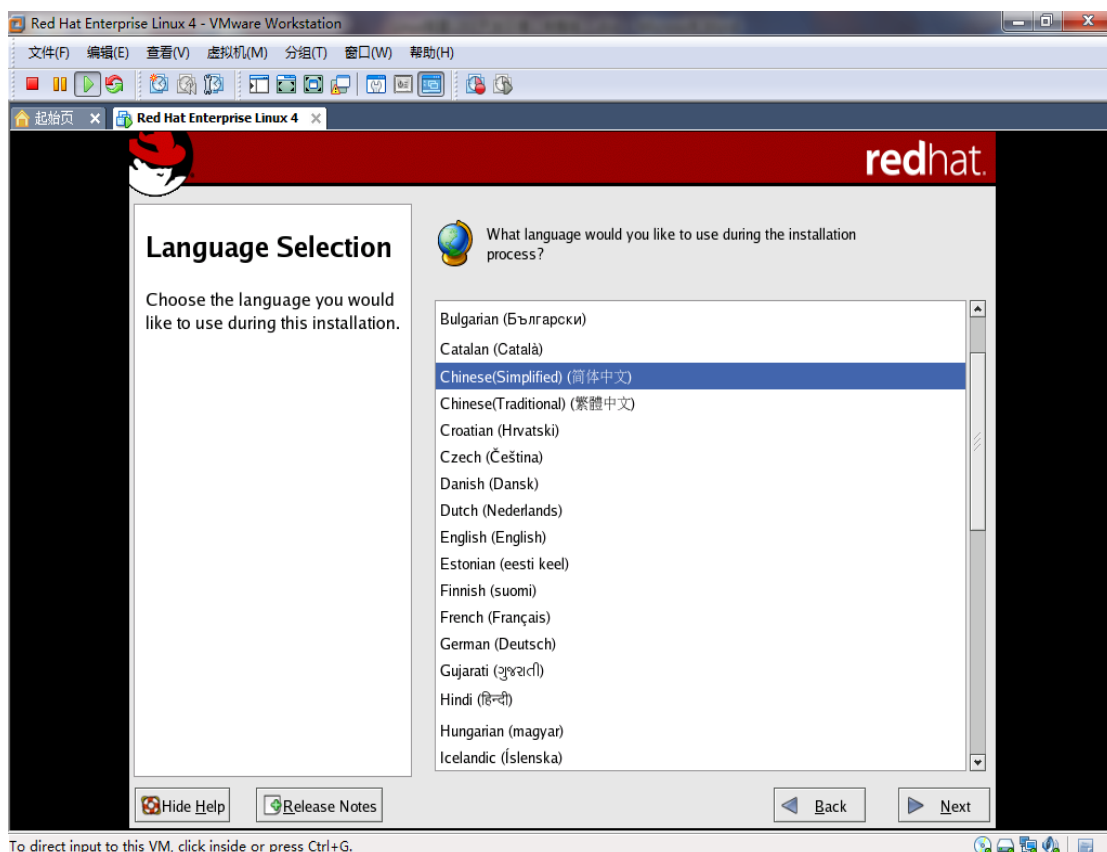 Red Hat Enterprise Linux 4 - VMware Workstation
文件(F) 编辑(E) 查看(V) 虚拟机(M) 分组(T) 窗口(W) 帮助(H)
起始页 Red Hat Enterprise Linux 4
redhat.
Language Selection
Choose the language you would
like to use during this installation.
What language would you like to use during the installation
process?
Bulgarian (Български)
Catalan (Català)
Chinese(Simplified) (简体中文)
Chinese(Traditional) (繁體中文)
Croatian (Hrvatski)
Czech (Čeština)
Danish (Dansk)
Dutch (Nederlands)
English (English)
Estonian (eesti keel)
Finnish (suomi)
French (Français)
German (Deutsch)
Gujarati (ગુજરાતી)
Hindi (हिन्दी)
Hungarian (magyar)
Icelandic (Íslenska)
Hide Help Release Notes Back Next
To direct input to this VM, click inside or press Ctrl+G.